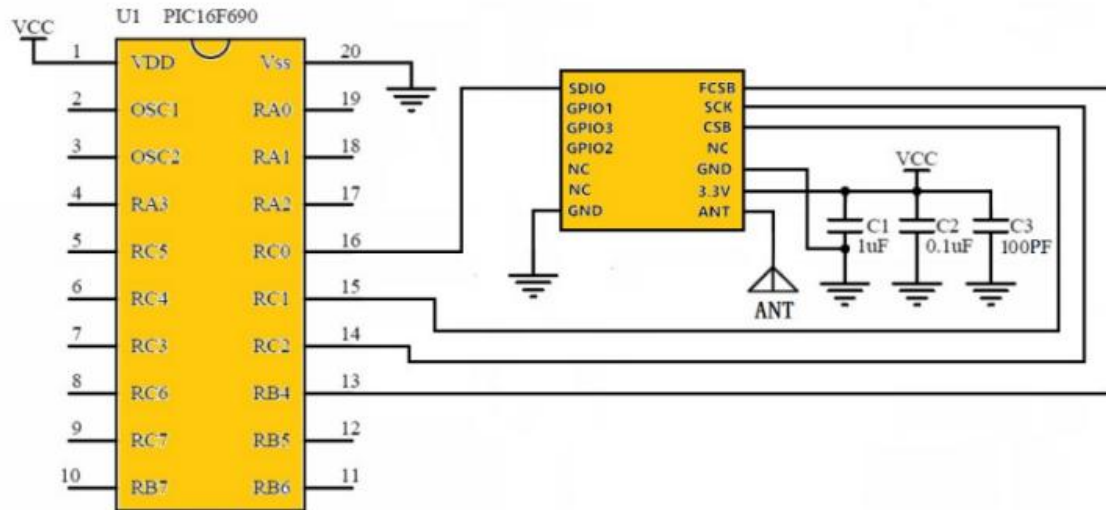 U1 PIC16F690
VCC
1 VDD Vss 20
2 OSC1 RA0 19
3 OSC2 RA1 18
4 RA3 RA2 17
5 RC5 RC0 16
6 RC4 RC1 15
7 RC3 RC2 14
8 RC6 RB4 13
9 RC7 RB5 12
10 RB7 RB6 11
SDIO FCSB
GPIO1 SCK
GPIO3 CSB
GPIO2 NC
NC GND
NC 3.3V
GND ANT
VCC
C1
1uF
C2
0.1uF
C3
100PF
ANT